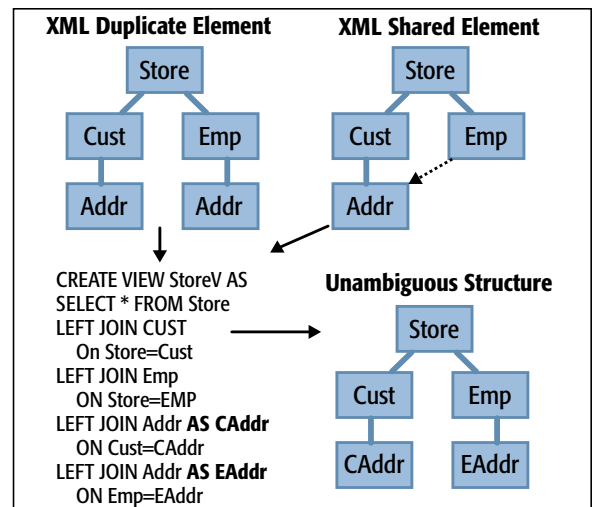 XML Duplicate Element
Store
Cust
Emp
Addr
Addr
XML Shared Element
Store
Cust
Emp
Addr
CREATE VIEW StoreV AS
SELECT * FROM Store
LEFT JOIN CUST
On Store=Cust
LEFT JOIN Emp
ON Store=EMP
LEFT JOIN Addr AS CAddr
ON Cust=CAddr
LEFT JOIN Addr AS EAddr
ON Emp=EAddr
Unambiguous Structure
Store
Cust
Emp
CAddr
EAddr